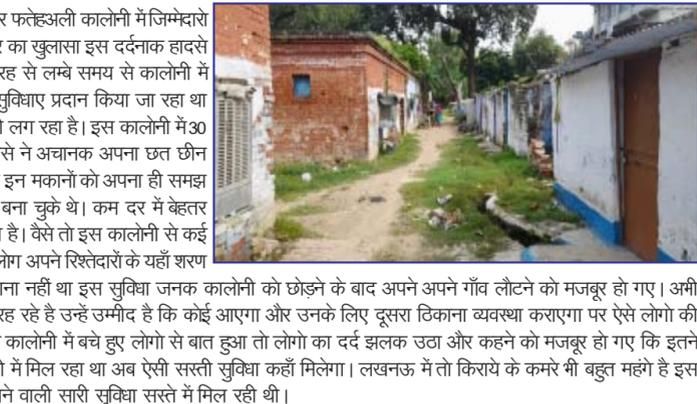 र फतेहअली कालोनी में जिम्मेदारो
र का खुलासा इस दर्दनाक हादसे
रह से लम्बे समय से कालोनी में
सुविधाए प्रदान किया जा रहा था
लग रहा है। इस कालोनी में 30
से ने अचानक अपना छत छीन
इन मकानों को अपना ही समझ
बना चुके थे। कम दर में बेहतर
है। वैसे तो इस कालोनी से कई
लोग अपने रिश्तेदारों के यहाँ शरण
ाना नहीं था इस सुविधा जनक कालोनी को छोड़ने के बाद अपने अपने गाँव लौटने को मजबूर हो गए। अभी
रह रहे है उन्हें उम्मीद है कि कोई आएगा और उनके लिए दूसरा ठिकाना व्यवस्था कराएगा पर ऐसे लोगो की
कालोनी में बचे हुए लोगो से बात हुआ तो लोगो का दर्द झलक उठा और कहने को मजबूर हो गए कि इतने
में मिल रहा था अब ऐसी सस्ती सुविधा कहाँ मिलेगा। लखनऊ में तो किराये के कमरे भी बहुत महंगे है इस
ने वाली सारी सुविधा सस्ते में मिल रही थी।